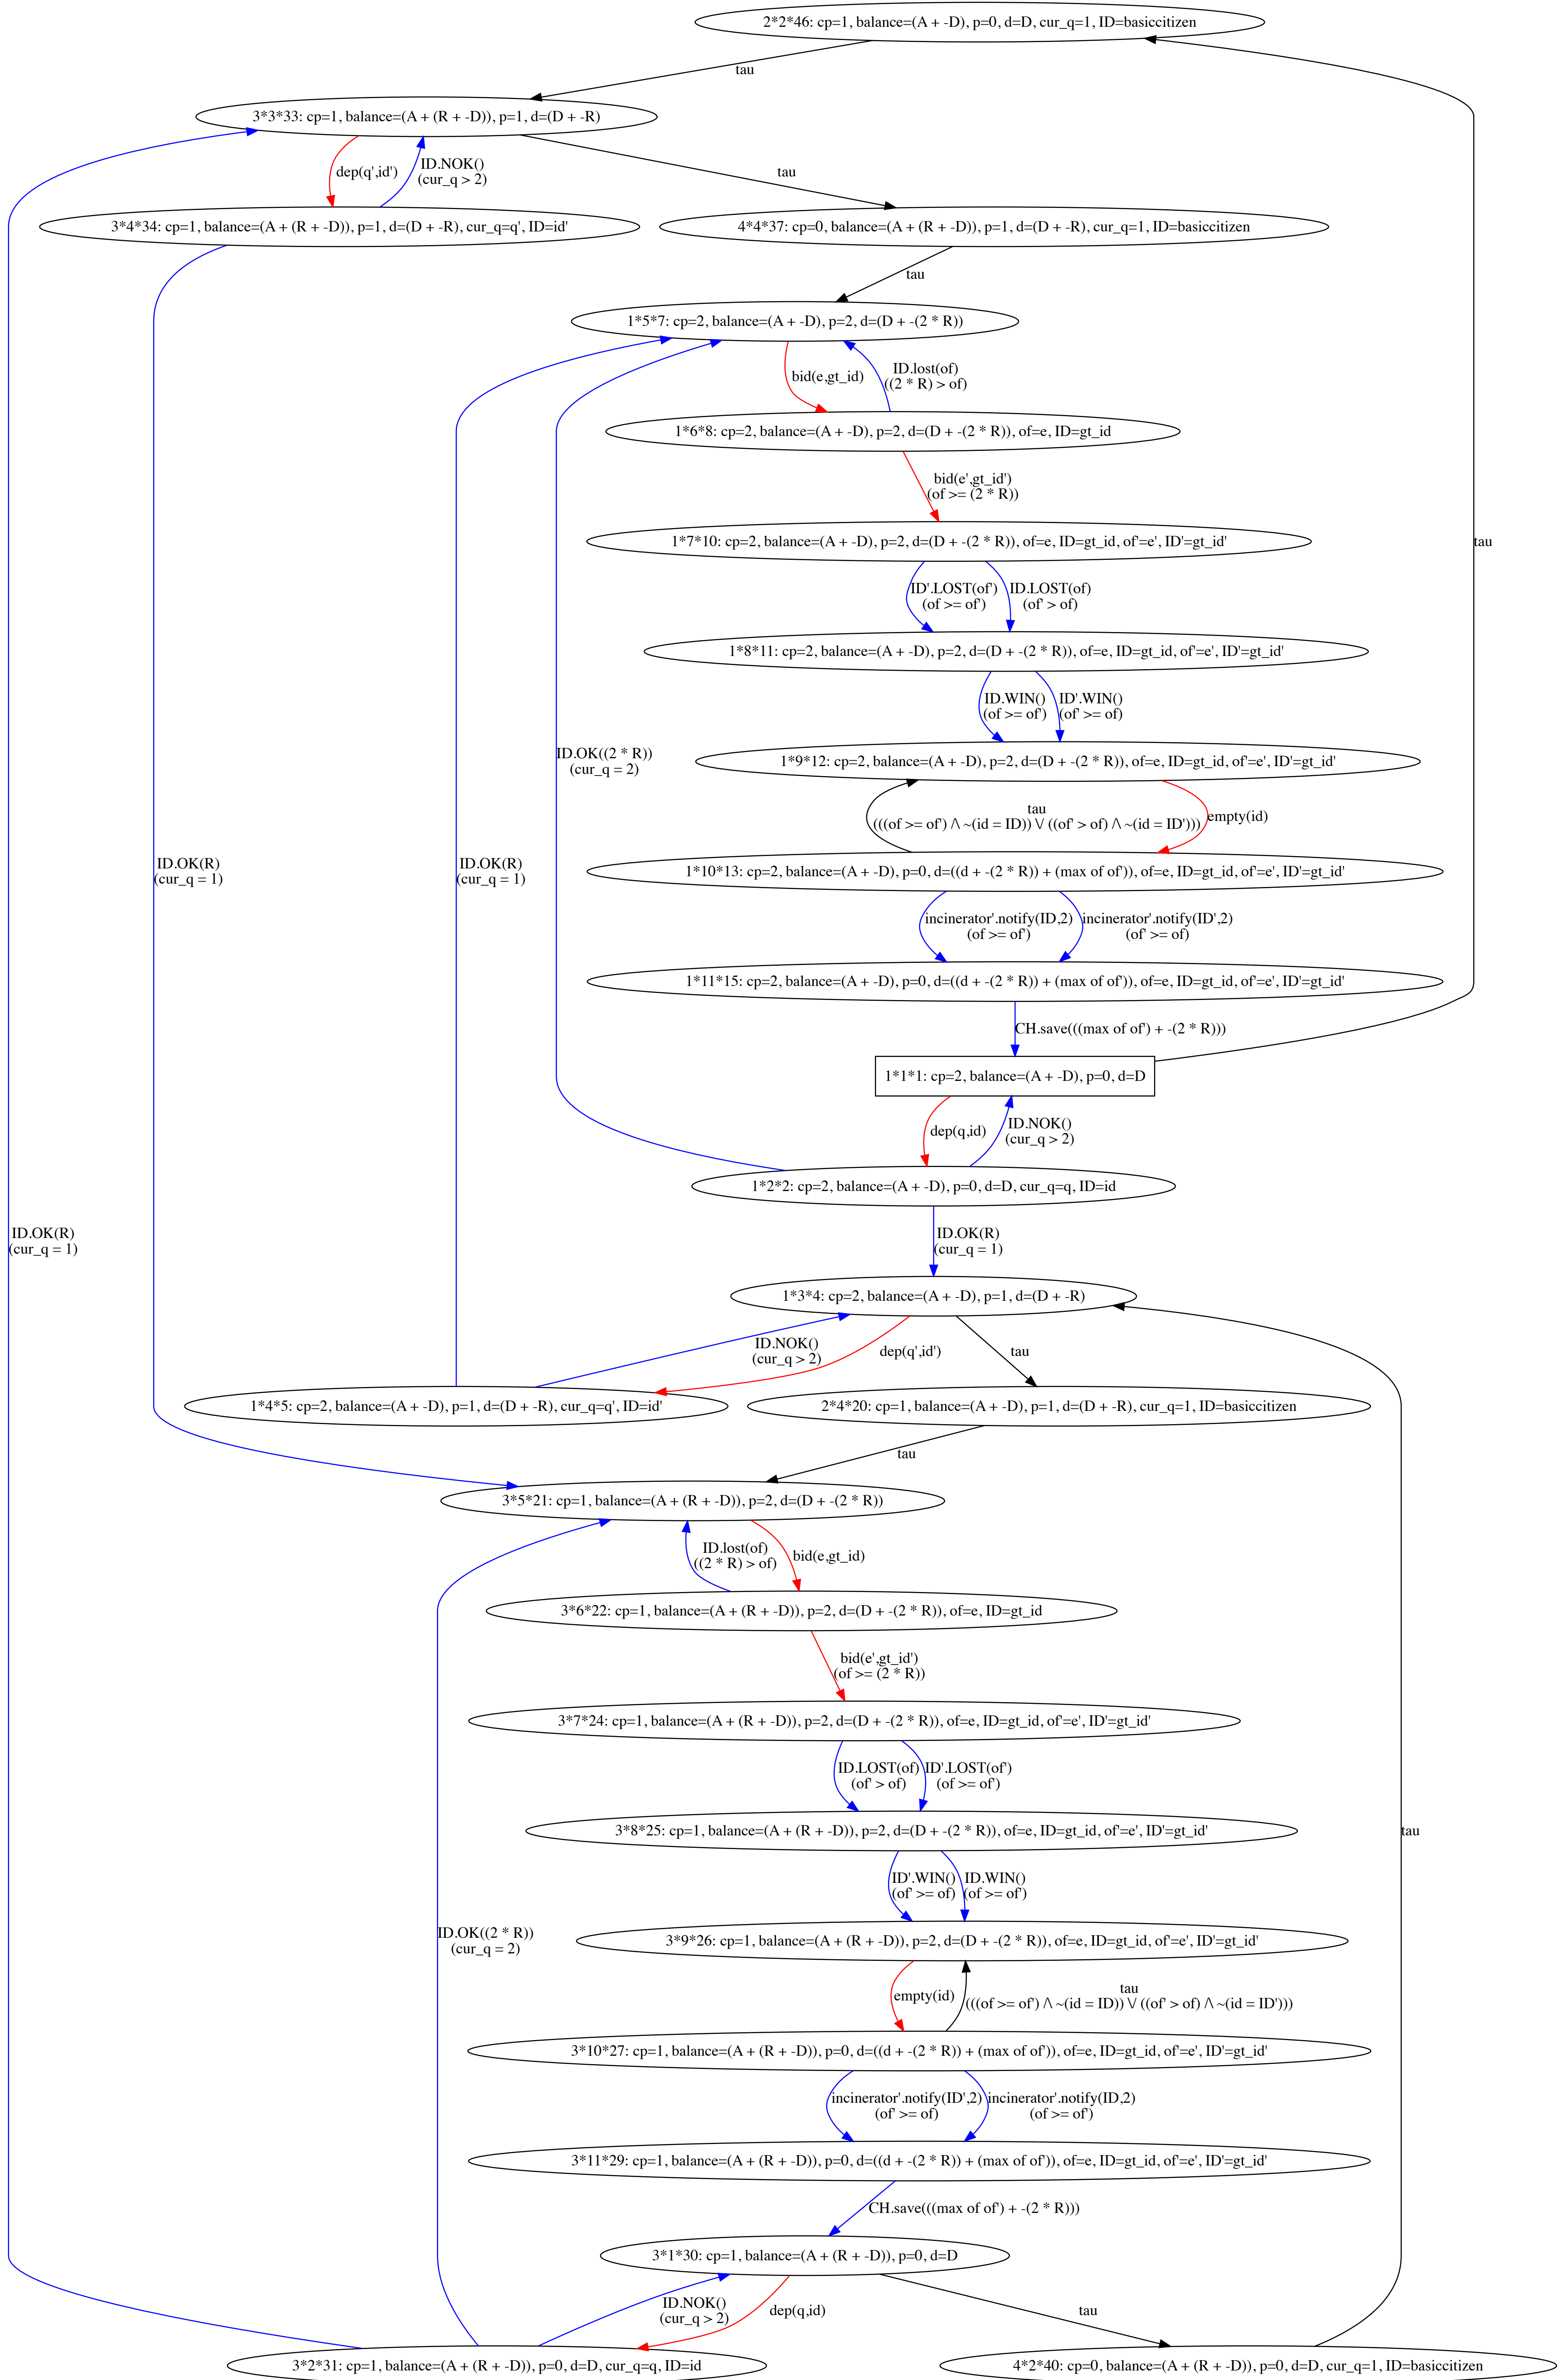 2*2*46: cp=1, balance=(A + -D), p=0, d=D, cur_q=1, ID=basiccitizen
tau
3*3*33: cp=1, balance=(A + (R + -D)), p=1, d=(D + -R)
dep(q',id')
ID.NOK()
(cur_q > 2)
tau
3*4*34: cp=1, balance=(A + (R + -D)), p=1, d=(D + -R), cur_q=q', ID=id'
4*4*37: cp=0, balance=(A + (R + -D)), p=1, d=(D + -R), cur_q=1, ID=basiccitizen
tau
1*5*7: cp=2, balance=(A + -D), p=2, d=(D + -(2 * R))
bid(e,gt_id)
ID.lost(of)
((2 * R) > of)
1*6*8: cp=2, balance=(A + -D), p=2, d=(D + -(2 * R)), of=e, ID=gt_id
bid(e',gt_id')
(of >= (2 * R))
1*7*10: cp=2, balance=(A + -D), p=2, d=(D + -(2 * R)), of=e, ID=gt_id, of'=e', ID'=gt_id'
tau
ID'.LOST(of')
(of >= of')
ID.LOST(of)
(of' > of)
1*8*11: cp=2, balance=(A + -D), p=2, d=(D + -(2 * R)), of=e, ID=gt_id, of'=e', ID'=gt_id'
ID.WIN()
(of >= of')
ID'.WIN()
(of' >= of)
ID.OK((2 * R))
(cur_q = 2)
1*9*12: cp=2, balance=(A + -D), p=2, d=(D + -(2 * R)), of=e, ID=gt_id, of'=e', ID'=gt_id'
tau
(((of >= of') /\ ~(id = ID)) \/ ((of' > of) /\ ~(id = ID')))
empty(id)
ID.OK(R)
(cur_q = 1)
ID.OK(R)
(cur_q = 1)
1*10*13: cp=2, balance=(A + -D), p=0, d=((d + -(2 * R)) + (max of of')), of=e, ID=gt_id, of'=e', ID'=gt_id'
incinerator'.notify(ID,2)
(of >= of')
incinerator'.notify(ID',2)
(of' >= of)
1*11*15: cp=2, balance=(A + -D), p=0, d=((d + -(2 * R)) + (max of of')), of=e, ID=gt_id, of'=e', ID'=gt_id'
CH.save(((max of of') + -(2 * R)))
1*1*1: cp=2, balance=(A + -D), p=0, d=D
dep(q,id)
ID.NOK()
(cur_q > 2)
1*2*2: cp=2, balance=(A + -D), p=0, d=D, cur_q=q, ID=id
ID.OK(R)
(cur_q = 1)
ID.OK(R)
(cur_q = 1)
1*3*4: cp=2, balance=(A + -D), p=1, d=(D + -R)
ID.NOK()
(cur_q > 2)
dep(q',id')
tau
1*4*5: cp=2, balance=(A + -D), p=1, d=(D + -R), cur_q=q', ID=id'
2*4*20: cp=1, balance=(A + -D), p=1, d=(D + -R), cur_q=1, ID=basiccitizen
tau
3*5*21: cp=1, balance=(A + (R + -D)), p=2, d=(D + -(2 * R))
ID.lost(of)
((2 * R) > of)
bid(e,gt_id)
3*6*22: cp=1, balance=(A + (R + -D)), p=2, d=(D + -(2 * R)), of=e, ID=gt_id
bid(e',gt_id')
(of >= (2 * R))
3*7*24: cp=1, balance=(A + (R + -D)), p=2, d=(D + -(2 * R)), of=e, ID=gt_id, of'=e', ID'=gt_id'
ID.LOST(of)
(of' > of)
ID'.LOST(of')
(of >= of')
3*8*25: cp=1, balance=(A + (R + -D)), p=2, d=(D + -(2 * R)), of=e, ID=gt_id, of'=e', ID'=gt_id'
tau
ID'.WIN()
(of' >= of)
ID.WIN()
(of >= of')
3*9*26: cp=1, balance=(A + (R + -D)), p=2, d=(D + -(2 * R)), of=e, ID=gt_id, of'=e', ID'=gt_id'
ID.OK((2 * R))
(cur_q = 2)
empty(id)
tau
(((of >= of') /\ ~(id = ID)) \/ ((of' > of) /\ ~(id = ID')))
3*10*27: cp=1, balance=(A + (R + -D)), p=0, d=((d + -(2 * R)) + (max of of')), of=e, ID=gt_id, of'=e', ID'=gt_id'
incinerator'.notify(ID',2)
(of' >= of)
incinerator'.notify(ID,2)
(of >= of')
3*11*29: cp=1, balance=(A + (R + -D)), p=0, d=((d + -(2 * R)) + (max of of')), of=e, ID=gt_id, of'=e', ID'=gt_id'
CH.save(((max of of') + -(2 * R)))
3*1*30: cp=1, balance=(A + (R + -D)), p=0, d=D
ID.NOK()
(cur_q > 2)
dep(q,id)
tau
3*2*31: cp=1, balance=(A + (R + -D)), p=0, d=D, cur_q=q, ID=id
4*2*40: cp=0, balance=(A + (R + -D)), p=0, d=D, cur_q=1, ID=basiccitizen